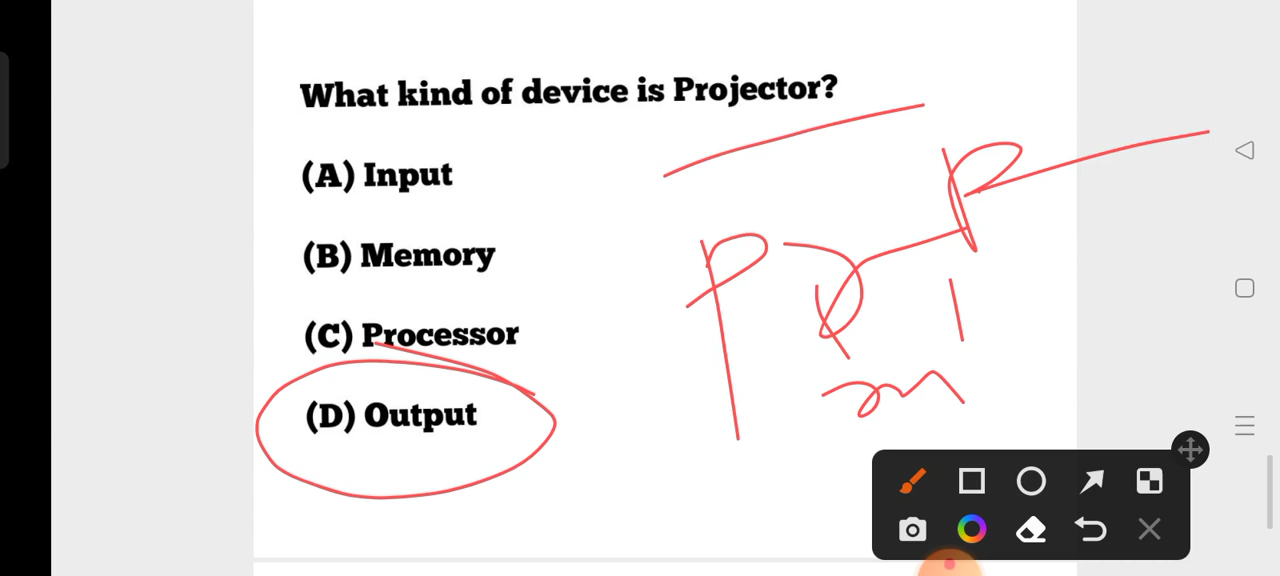 What kind of device is Projector?
(A) Input
(B) Memory
(C) Processor
(D) Output